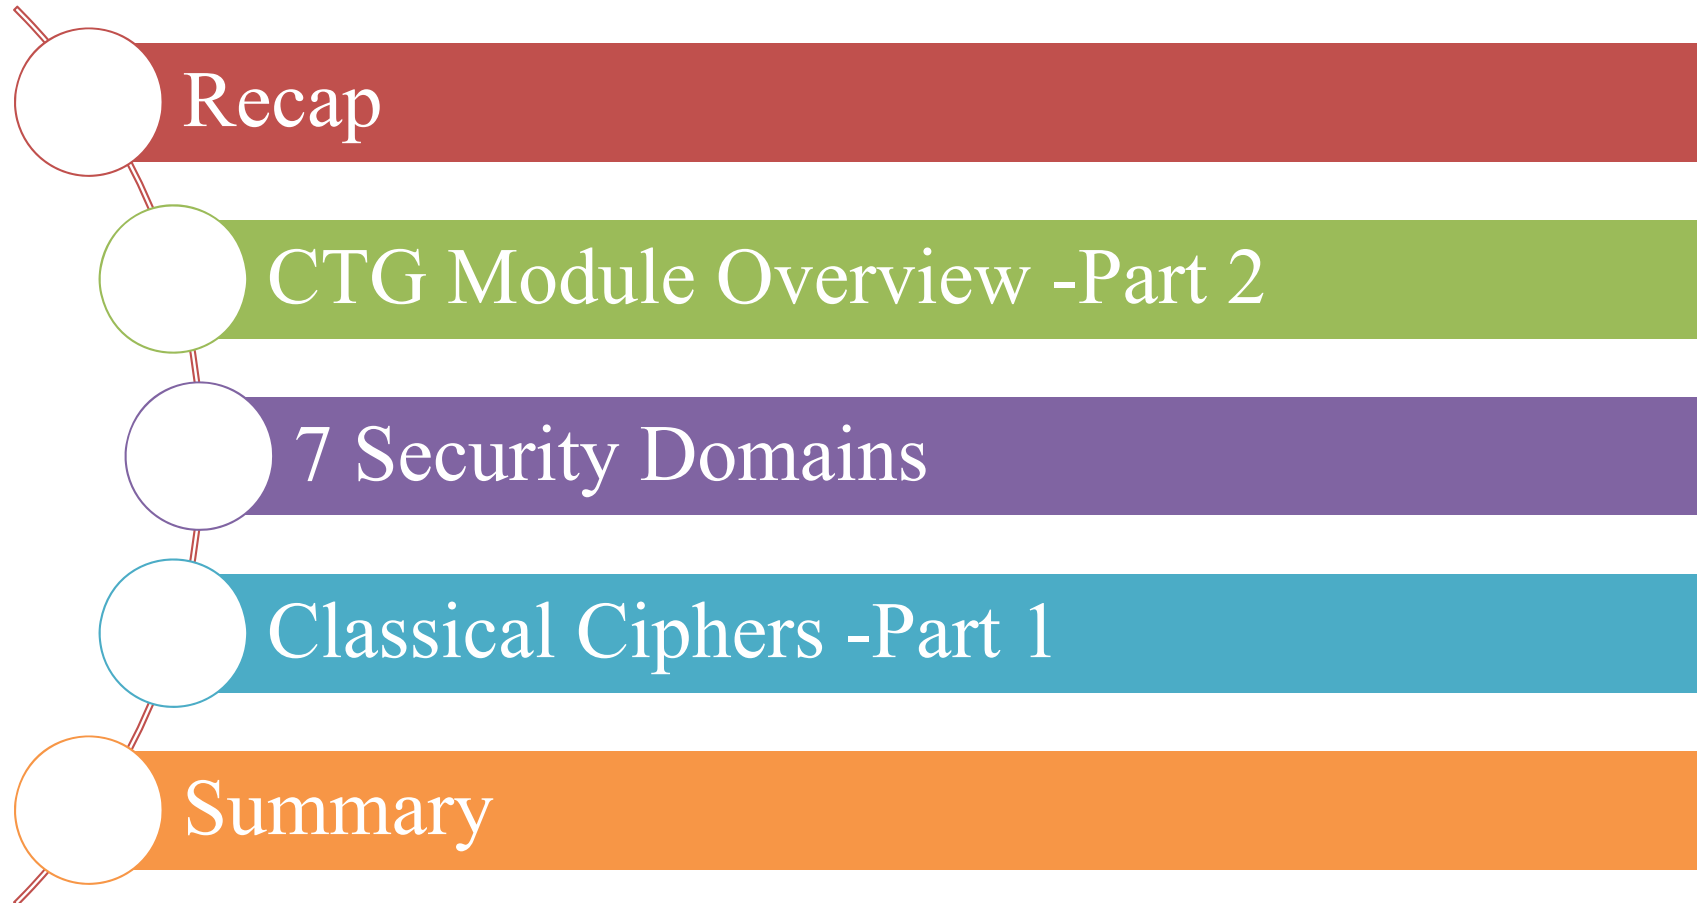 Recap
CTG Module Overview -Part 2
7 Security Domains
Classical Ciphers -Part 1
Summary